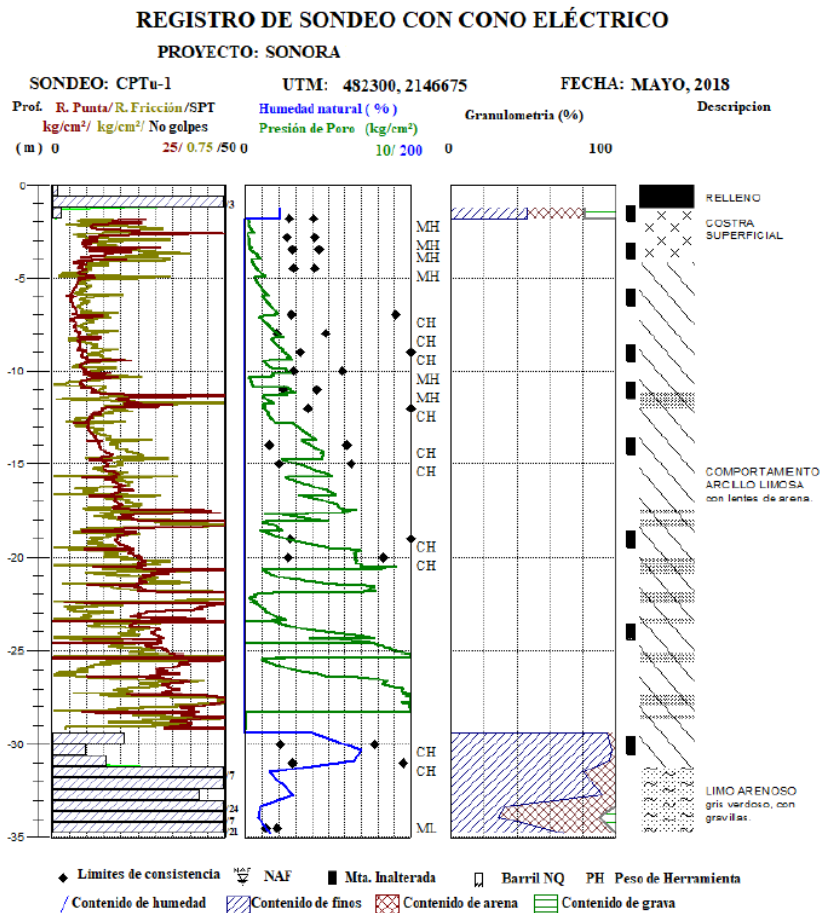 REGISTRO DE SONDEO CON CONO ELÉCTRICO
PROYECTO: SONORA
SONDEO: CPTu-1 UTM: 482300, 2146675 FECHA: MAYO, 2018
Prof. R. Punta/ R. Fricción /SPT
kg/cm²/ kg/cm²/ No golpes
( m ) 0 25/ 0.75 /50
Humedad natural ( % )
Presión de Poro (kg/cm²)
0 10/ 200
Granulometria (%)
0 100
Descripcion
0
-5
-10
-15
-20
-25
-30
-35
/3
/7
/24
/7
/21
MH
MH
MH
MH
CH
CH
CH
MH
MH
CH
CH
CH
CH
CH
CH
CH
ML
RELLENO
COSTRA
SUPERFICIAL
COMPORTAMIENTO
ARCILLO LIMOSA
con lentes de arena.
LIMO ARENOSO
gris verdoso, con
gravillas.
Limites de consistencia NAF NAF Mta. Inalterada Barril NQ PH Peso de Herramienta
Contenido de humedad Contenido de finos Contenido de arena Contenido de grava